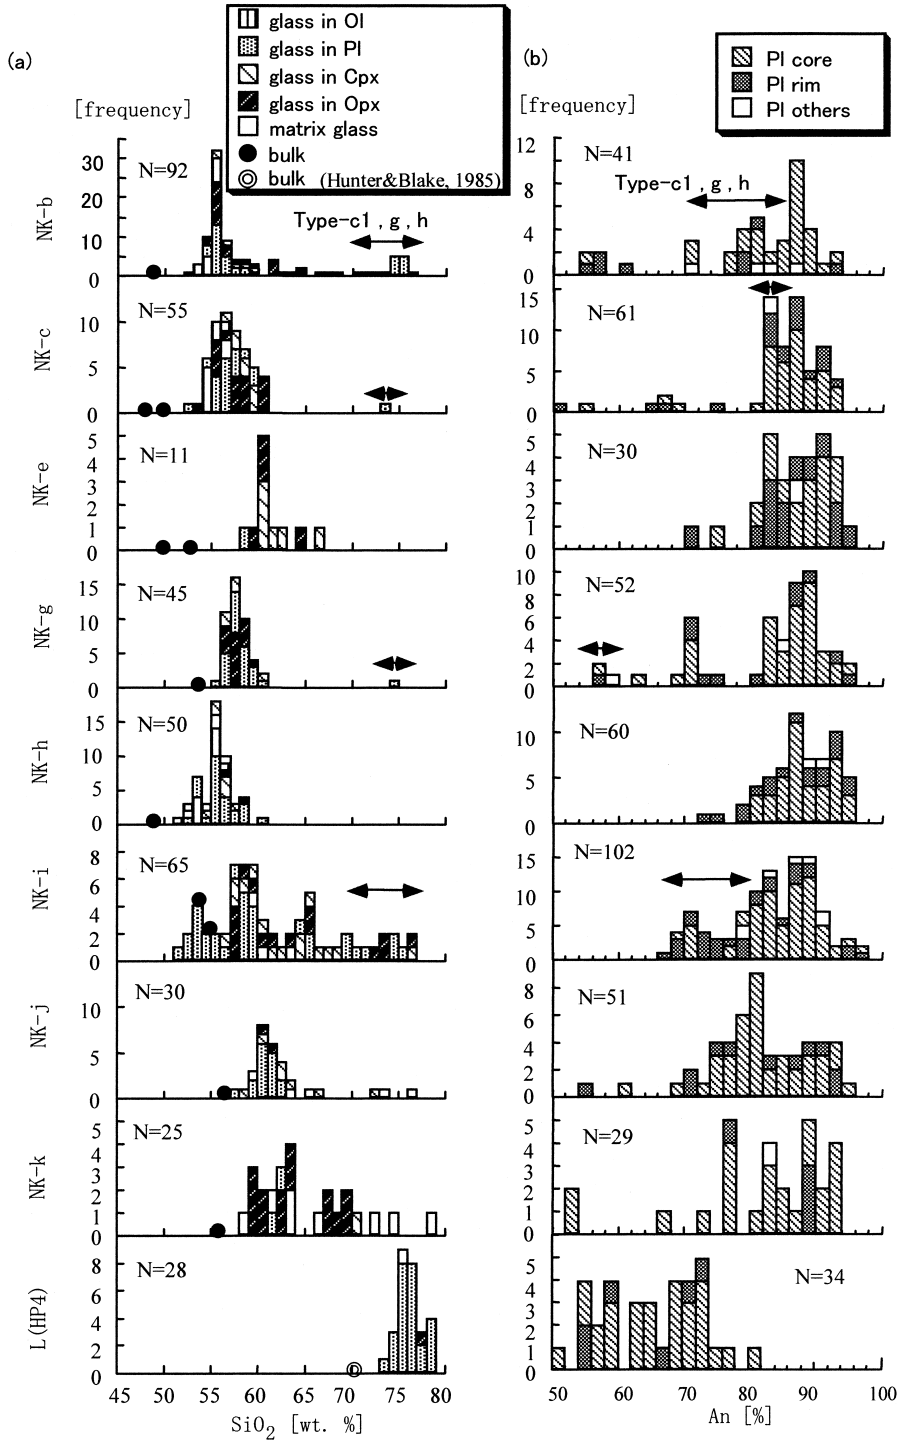 (a)
glass in Ol
glass in Pl
glass in Cpx
glass in Opx
matrix glass
bulk
bulk (Hunter&Blake, 1985)
[frequency]
NK-b
30
20
10
0
N=92
Type-c1, g, h
NK-c
10
5
0
N=55
NK-e
5
4
3
2
1
0
N=11
NK-g
15
10
5
0
N=45
NK-h
15
10
5
0
N=50
NK-i
8
6
4
2
0
N=65
NK-j
10
5
0
N=30
NK-k
5
4
3
2
1
0
N=25
L(HP4)
8
6
4
2
0
N=28
45 50 55 60 65 70 75 80
SiO2 [wt. %]
(b)
Pl core
Pl rim
Pl others
[frequency]
12
8
4
0
N=41
Type-c1, g, h
15
10
5
0
N=61
5
4
3
2
1
0
N=30
10
8
6
4
2
0
N=52
10
5
0
N=60
15
10
5
0
N=102
8
6
4
2
0
N=51
5
4
3
2
1
0
N=29
5
4
3
2
1
0
N=34
50 60 70 80 90 100
An [%]